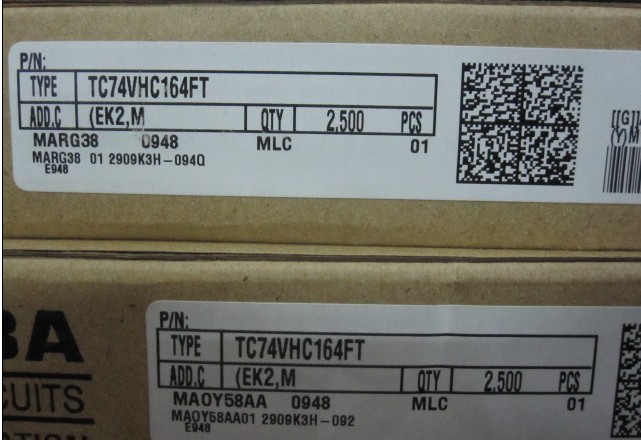 P/N:
TYPE TC74VHC164FT
ADD.C (EK2,M QTY 2,500 PCS
MARG38 0948 MLC 01
MARG38 01 2909K3H-094Q
E948
[[G]]
(Y)M
P/N:
TYPE TC74VHC164FT
ADD.C (EK2,M QTY 2,500 PCS
MAOY58AA 0948 MLC 01
MAOY58AA01 2909K3H-092
E948
BA
CUITS
ATION